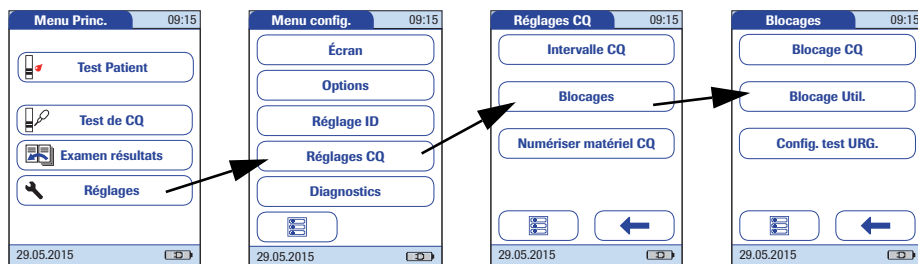 Menu Princ. 09:15
Test Patient
Test de CQ
Examen résultats
Réglages
29.05.2015
Menu config. 09:15
Écran
Options
Réglage ID
Réglages CQ
Diagnostics
29.05.2015
Réglages CQ 09:15
Intervalle CQ
Blocages
Numériser matériel CQ
29.05.2015
Blocages 09:15
Blocage CQ
Blocage Util.
Config. test URG.
29.05.2015